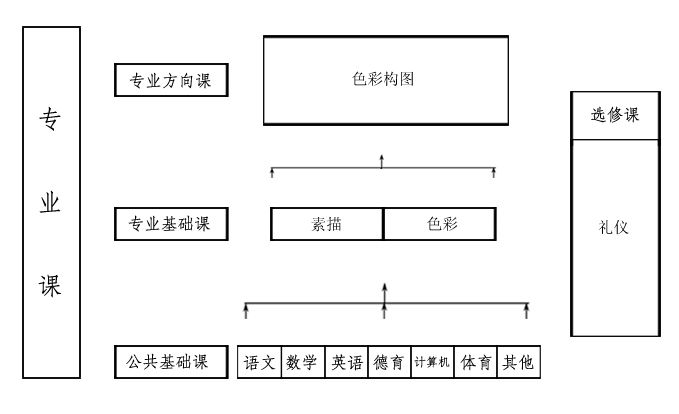 专
业
课
专业方向课
色彩构图
选修课
礼仪
专业基础课
素描
色彩
公共基础课
语文
数学
英语
德育
计算机
体育
其他